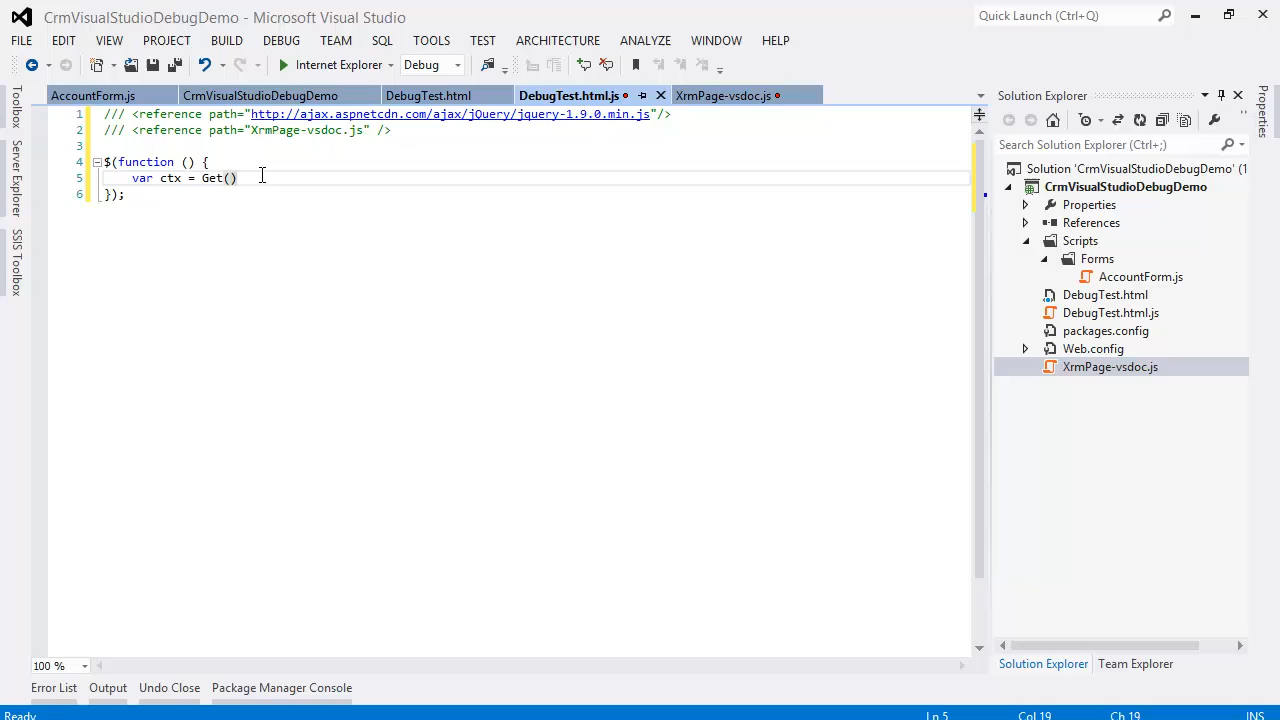 CrmVisualStudioDebugDemo - Microsoft Visual Studio
Quick Launch (Ctrl+Q)
FILE EDIT VIEW PROJECT BUILD DEBUG TEAM SQL TOOLS TEST ARCHITECTURE ANALYZE WINDOW HELP
Internet Explorer Debug
Toolbox
Server Explorer
SSIS Toolbox
AccountForm.js CrmVisualStudioDebugDemo DebugTest.html DebugTest.html.js XrmPage-vsdoc.js
1 /// <reference path="http://ajax.aspnetcdn.com/ajax/jQuery/jquery-1.9.0.min.js"/>
2 /// <reference path="XrmPage-vsdoc.js" />
3
4 $(function () {
5 var ctx = Get()
6 });
100 %
Solution Explorer
Search Solution Explorer (Ctrl+;)
Solution 'CrmVisualStudioDebugDemo' (1
CrmVisualStudioDebugDemo
Properties
References
Scripts
Forms
AccountForm.js
DebugTest.html
DebugTest.html.js
packages.config
Web.config
XrmPage-vsdoc.js
Solution Explorer Team Explorer
Properties
Error List Output Undo Close Package Manager Console
Ready Ln 5 Col 19 Ch 19 INS